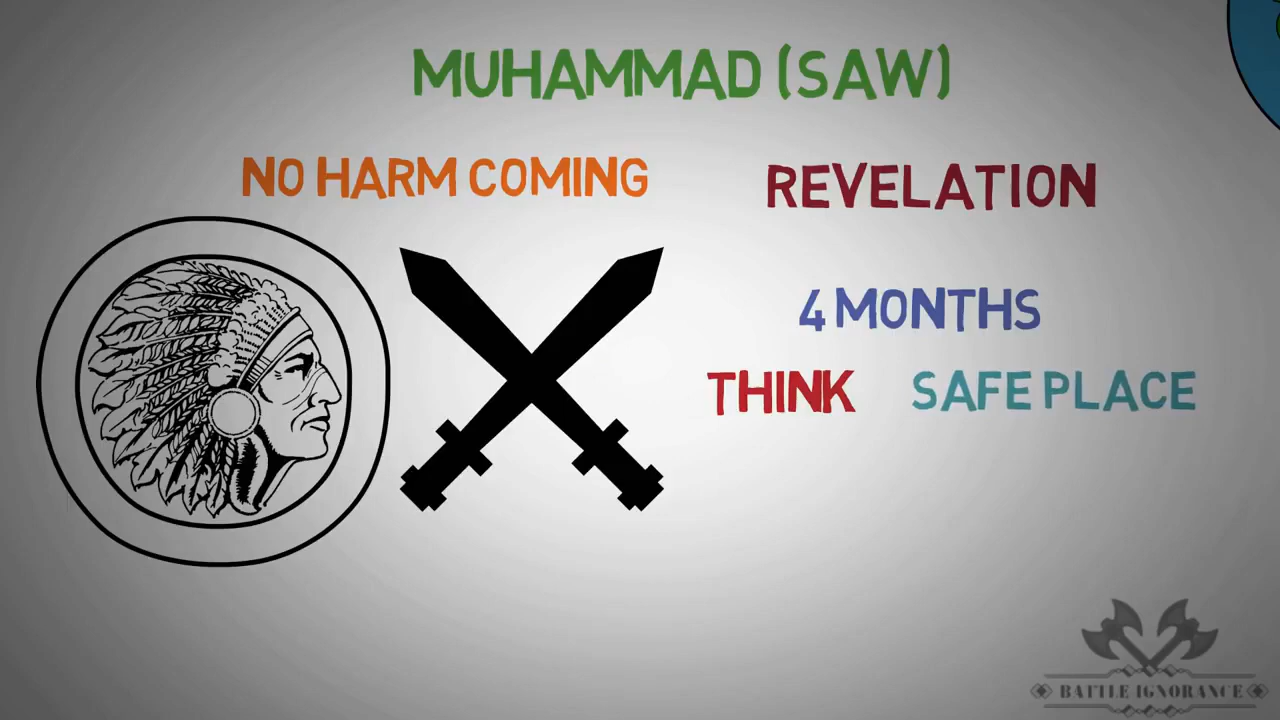 MUHAMMAD (SAW)
NO HARM COMING
REVELATION
4 MONTHS
THINK
SAFE PLACE
BATTLE IGNORANCE